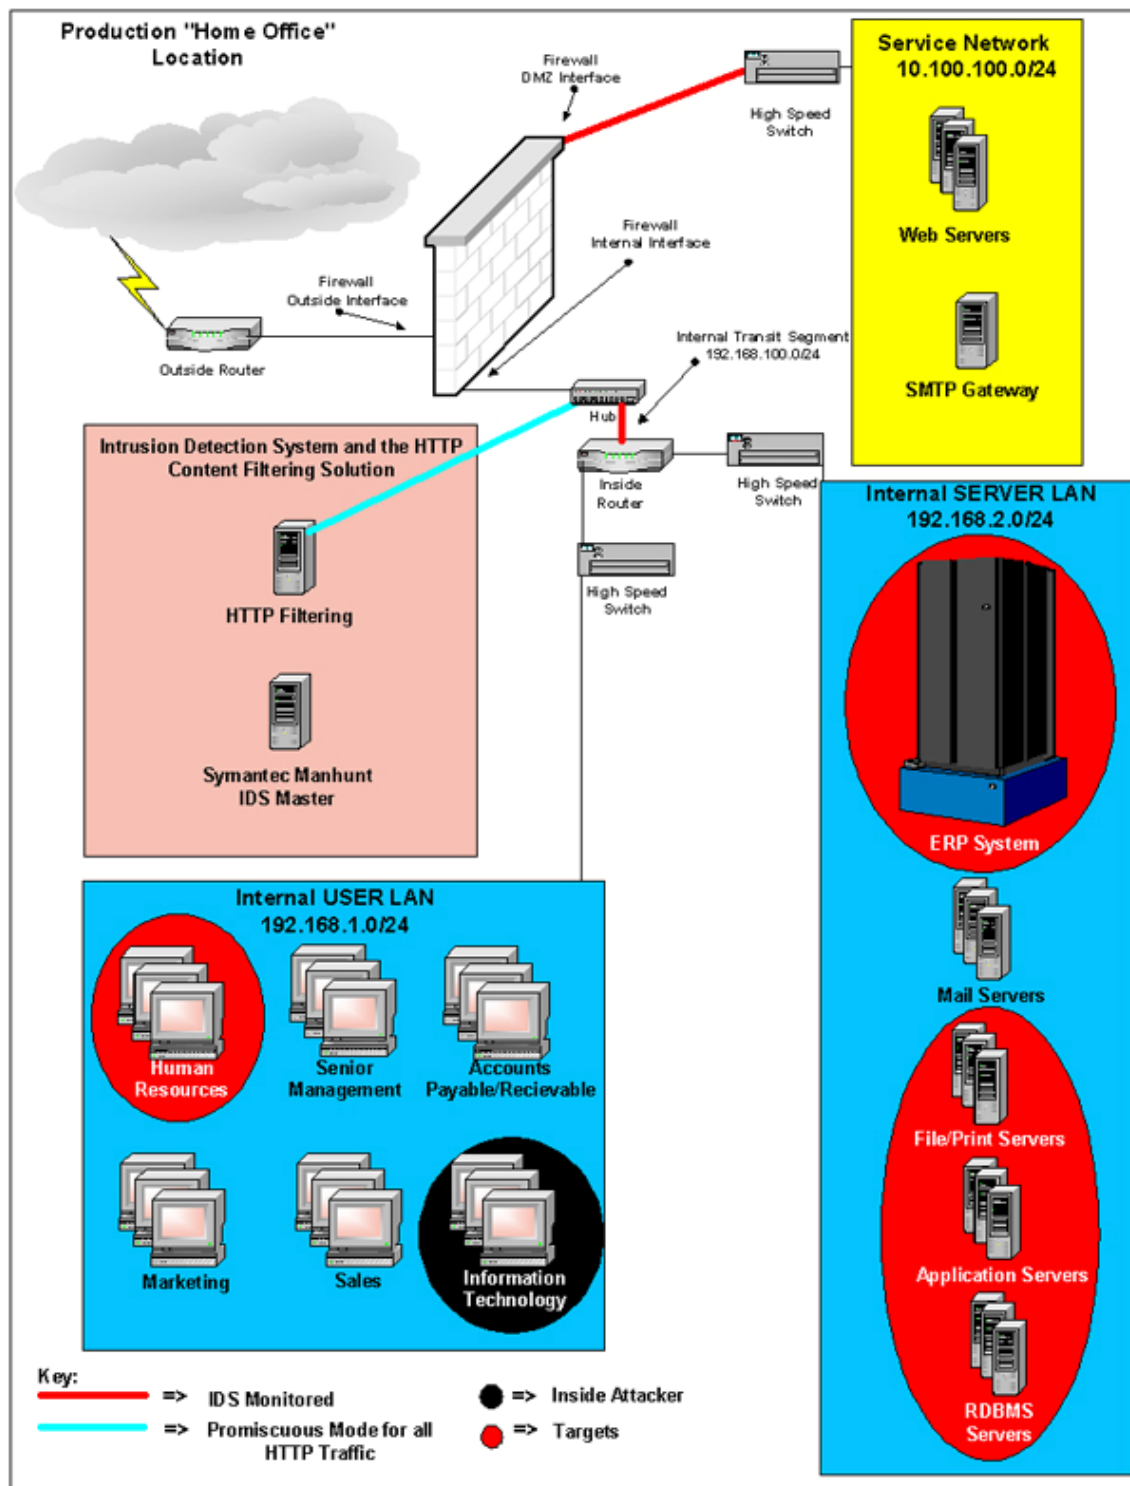 Production "Home Office"
Location
Firewall
DMZ Interface
High Speed
Switch
Service Network
10.100.100.0/24
Web Servers
SMTP Gateway
Firewall
Internal Interface
Firewall
Outside Interface
Outside Router
Internal Transit Segment
192.168.100.0/24
Hub
Inside
Router
High Speed
Switch
High Speed
Switch
Intrusion Detection System and the HTTP
Content Filtering Solution
HTTP Filtering
Symantec Manhunt
IDS Master
Internal SERVER LAN
192.168.2.0/24
ERP System
Mail Servers
File/Print Servers
Application Servers
RDBMS
Servers
Internal USER LAN
192.168.1.0/24
Human
Resources
Senior
Management
Accounts
Payable/Recievable
Marketing
Sales
Information
Technology
Key:
=> IDS Monitored
=> Promiscuous Mode for all
HTTP Traffic
=> Inside Attacker
=> Targets